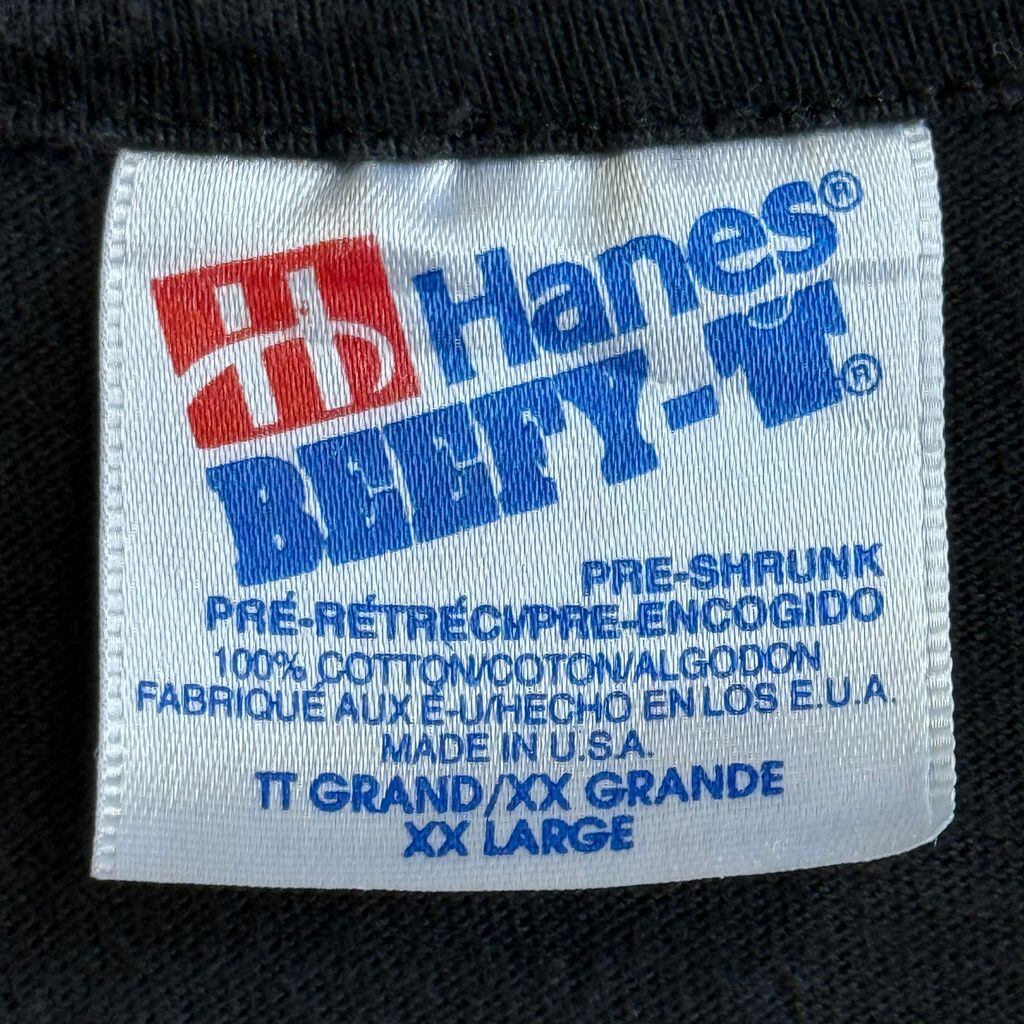 Hanes®
BEEFY-T®
PRE-SHRUNK
PRÉ-RÉTRÉCI/PRE-ENCOGIDO
100% COTTON/COTON/ALGODON
FABRIQUÉ AUX É-U/HECHO EN LOS E.U.A.
MADE IN U.S.A.
TT GRAND/XX GRANDE
XX LARGE